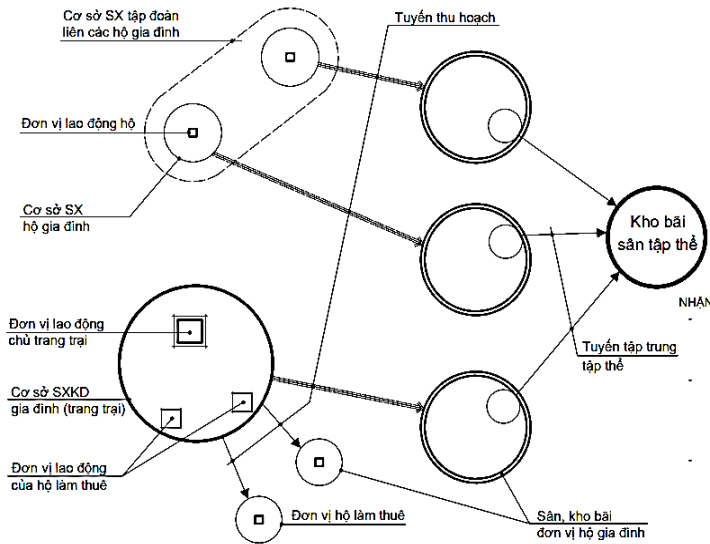 Cơ sở SX tập đoàn
liên các hộ gia đình
Tuyến thu hoạch
Đơn vị lao động hộ
Cơ sở SX
hộ gia đình
Kho bãi
sân tập thể
NHẬN
Đơn vị lao động
chủ trang trại
Tuyến tập trung
tập thể
Cơ sở SXKD
gia đình (trang trại)
Đơn vị lao động
của hộ làm thuê
Đơn vị hộ làm thuê
Sân, kho bãi
đơn vị hộ gia đình